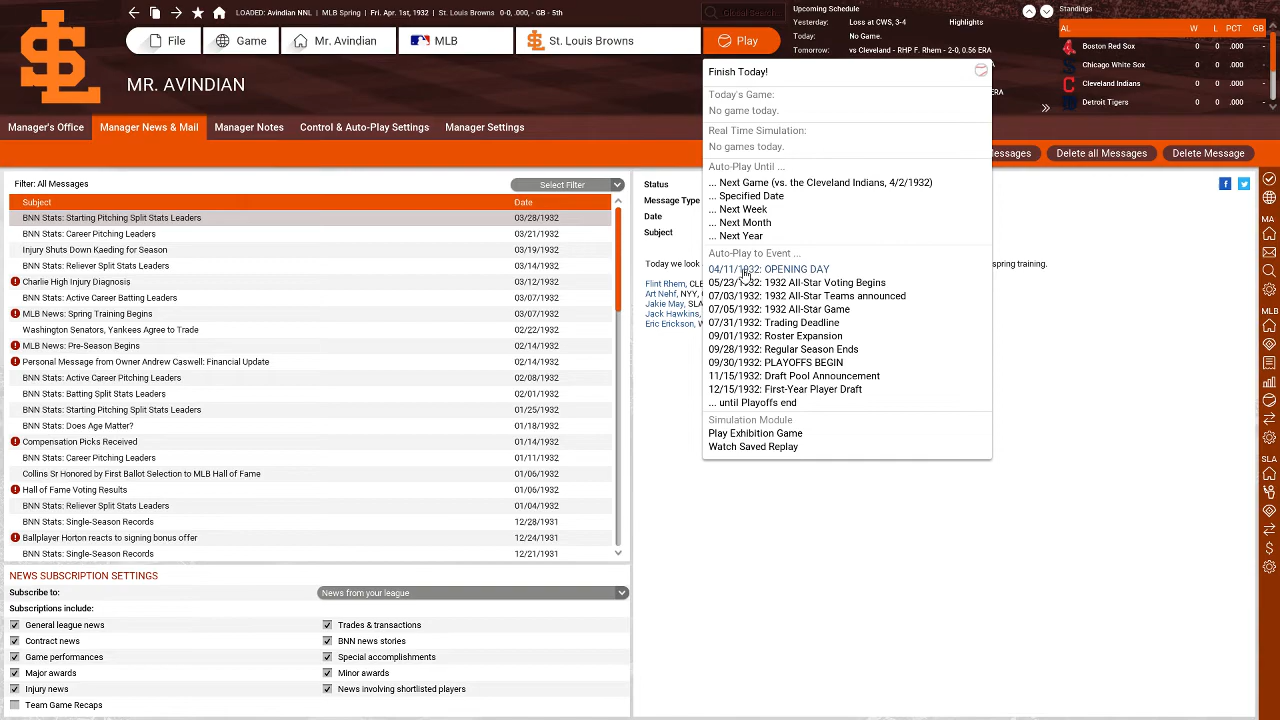 LOADED: Avindian NNL | MLB Spring | Fri. Apr. 1st, 1932 | St. Louis Browns 0-0, .000, - GB - 5th
Global Search...
Upcoming Schedule
Yesterday: Loss at CWS, 3-4 Highlights
Today: No Game.
Tomorrow: vs Cleveland - RHP F. Rhem - 2-0, 0.56 ERA
ERA
Standings
AL W L PCT GB
Boston Red Sox 0 0 .000 -
Chicago White Sox 0 0 .000 -
Cleveland Indians 0 0 .000 -
Detroit Tigers 0 0 .000 -
File
Game
Mr. Avindian
MLB
St. Louis Browns
Play
MR. AVINDIAN
Manager's Office
Manager News & Mail
Manager Notes
Control & Auto-Play Settings
Manager Settings
Messages
Delete all Messages
Delete Message
Filter: All Messages
Select Filter
Subject Date
BNN Stats: Starting Pitching Split Stats Leaders 03/28/1932
BNN Stats: Career Pitching Leaders 03/21/1932
Injury Shuts Down Kaeding for Season 03/19/1932
BNN Stats: Reliever Split Stats Leaders 03/14/1932
Charlie High Injury Diagnosis 03/12/1932
BNN Stats: Active Career Batting Leaders 03/07/1932
MLB News: Spring Training Begins 03/07/1932
Washington Senators, Yankees Agree to Trade 02/22/1932
MLB News: Pre-Season Begins 02/14/1932
Personal Message from Owner Andrew Caswell: Financial Update 02/14/1932
BNN Stats: Active Career Pitching Leaders 02/08/1932
BNN Stats: Batting Split Stats Leaders 02/01/1932
BNN Stats: Starting Pitching Split Stats Leaders 01/25/1932
BNN Stats: Does Age Matter? 01/18/1932
Compensation Picks Received 01/14/1932
BNN Stats: Career Pitching Leaders 01/11/1932
Collins Sr Honored by First Ballot Selection to MLB Hall of Fame 01/06/1932
Hall of Fame Voting Results 01/06/1932
BNN Stats: Reliever Split Stats Leaders 01/04/1932
BNN Stats: Single-Season Records 12/28/1931
Ballplayer Horton reacts to signing bonus offer 12/24/1931
BNN Stats: Single-Season Records 12/21/1931
NEWS SUBSCRIPTION SETTINGS
Subscribe to: News from your league
Subscriptions include:
General league news Trades & transactions
Contract news BNN news stories
Game performances Special accomplishments
Major awards Minor awards
Injury news News involving shortlisted players
Team Game Recaps
Status
Message Type
Date
Subject
Today we look
spring training.
Flint Rhem, CLE
Art Nehf, NYY,
Jakie May, SLA
Jack Hawkins,
Eric Erickson, W
Finish Today!
Today's Game:
No game today.
Real Time Simulation:
No games today.
Auto-Play Until ...
... Next Game (vs. the Cleveland Indians, 4/2/1932)
... Specified Date
... Next Week
... Next Month
... Next Year
Auto-Play to Event ...
04/11/1932: OPENING DAY
05/23/1932: 1932 All-Star Voting Begins
07/03/1932: 1932 All-Star Teams announced
07/05/1932: 1932 All-Star Game
07/31/1932: Trading Deadline
09/01/1932: Roster Expansion
09/28/1932: Regular Season Ends
09/30/1932: PLAYOFFS BEGIN
11/15/1932: Draft Pool Announcement
12/15/1932: First-Year Player Draft
... until Playoffs end
Simulation Module
Play Exhibition Game
Watch Saved Replay
MA
MLB
SLA